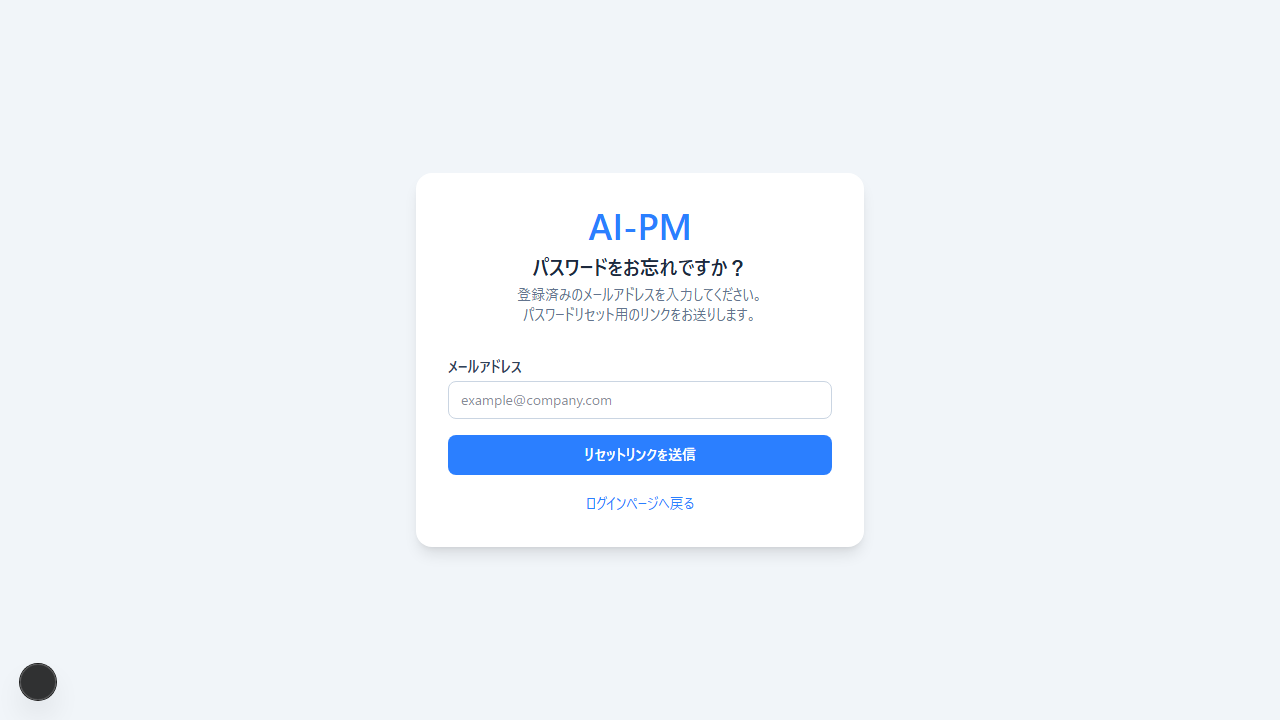 AI-PM
パスワードをお忘れですか？
登録済みのメールアドレスを入力してください。
パスワードリセット用のリンクをお送りします。
メールアドレス
example@company.com
リセットリンクを送信
ログインページへ戻る